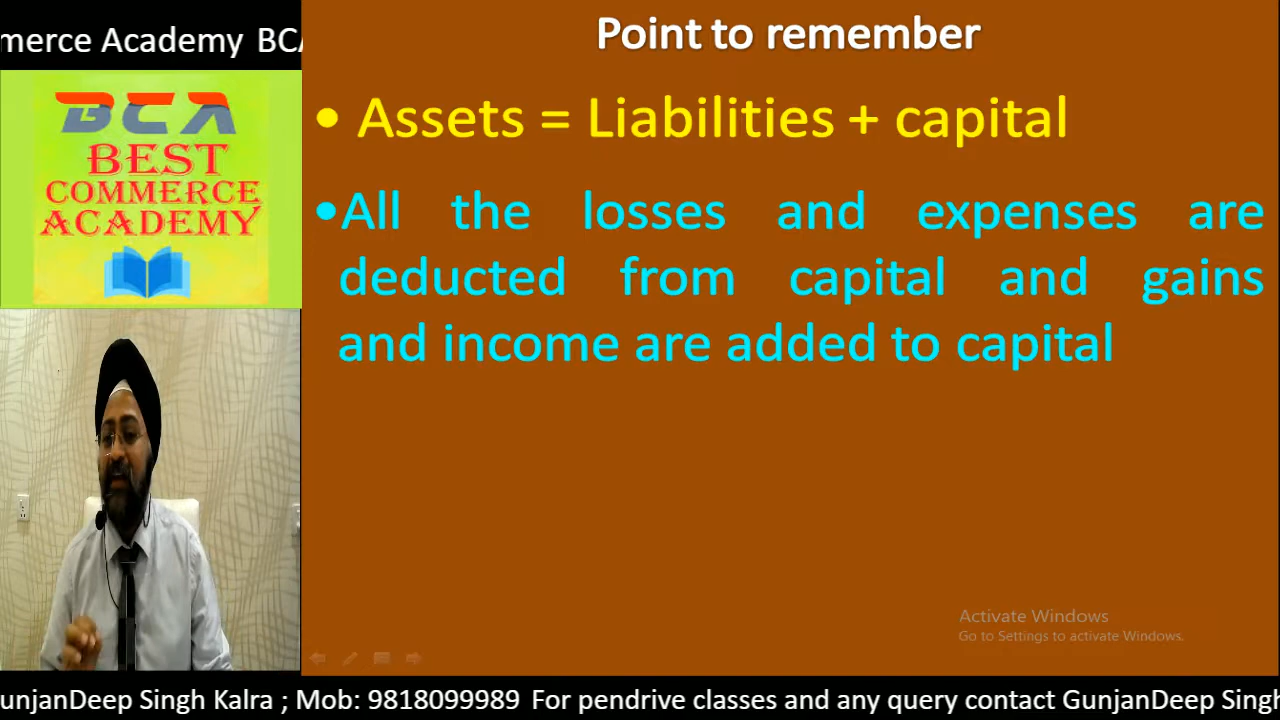 merce Academy BCA
BCA
BEST
COMMERCE
ACADEMY
Point to remember
• Assets = Liabilities + capital
•All the losses and expenses are
deducted from capital and gains
and income are added to capital
Activate Windows
Go to Settings to activate Windows.
unjanDeep Singh Kalra ; Mob: 9818099989 For pendrive classes and any query contact GunjanDeep Singh